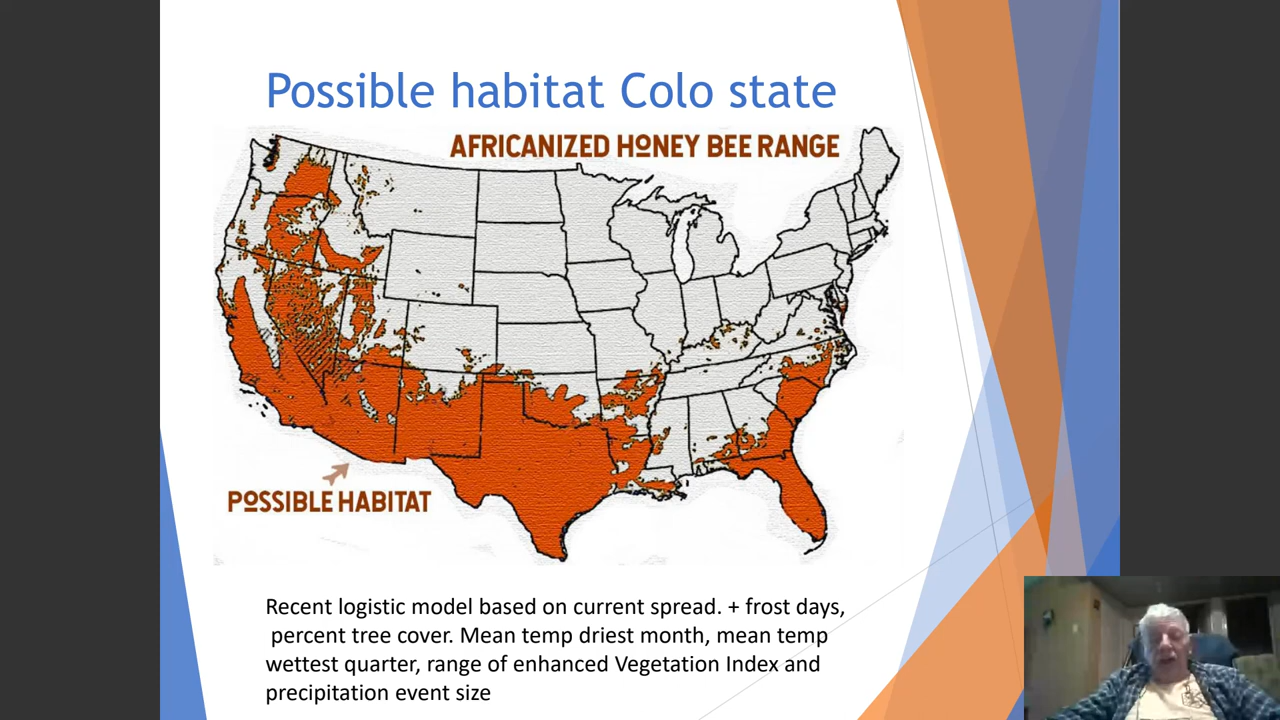 Possible habitat Colo state
AFRICANIZED HONEY BEE RANGE
POSSIBLE HABITAT
Recent logistic model based on current spread. + frost days,
percent tree cover. Mean temp driest month, mean temp
wettest quarter, range of enhanced Vegetation Index and
precipitation event size